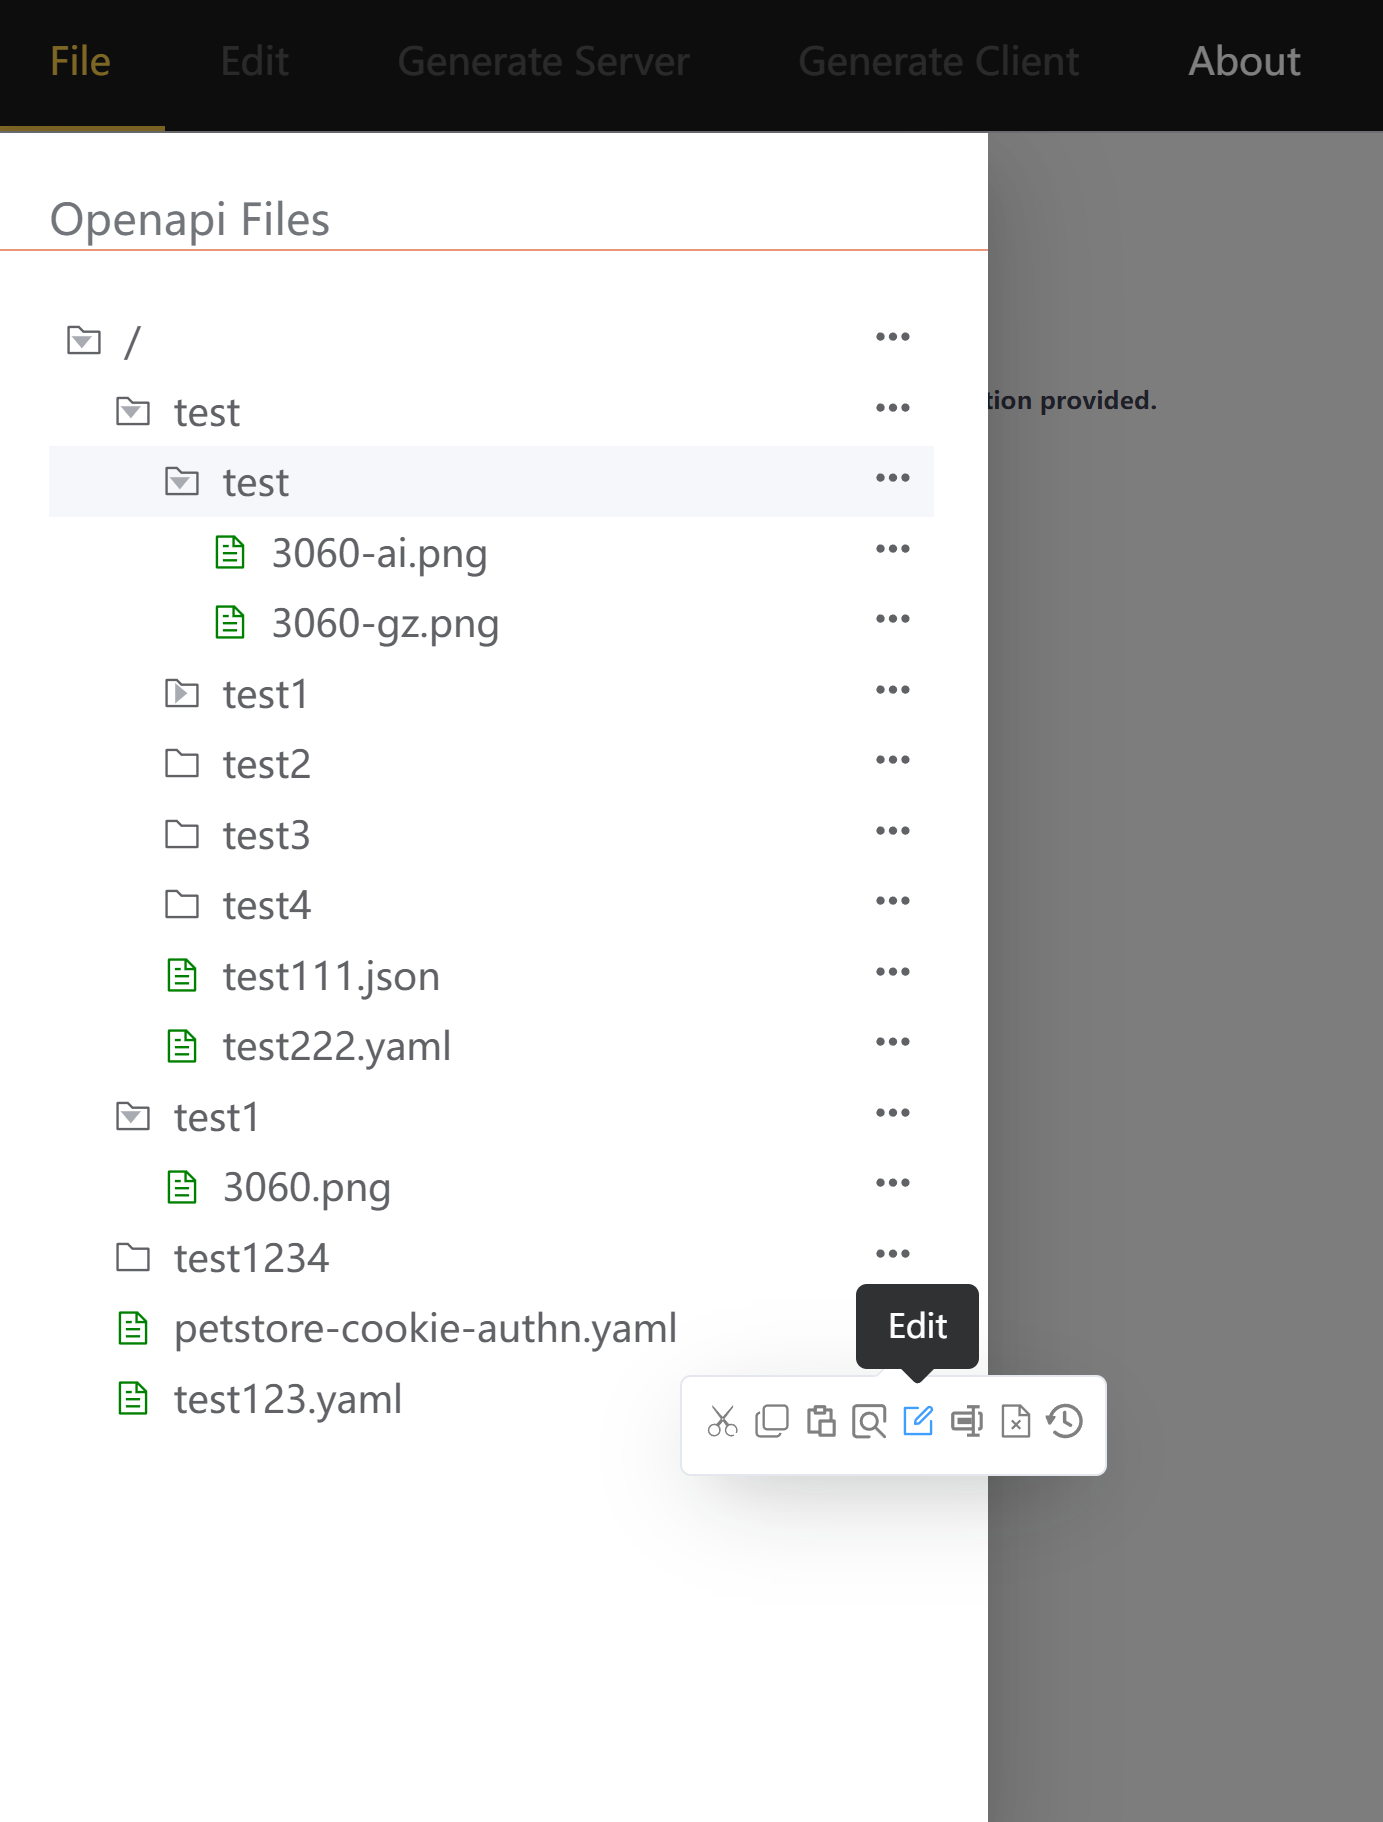 File Edit Generate Server Generate Client About
Openapi Files
/
tion provided.
test
test
3060-ai.png
3060-gz.png
test1
test2
test3
test4
test111.json
test222.yaml
test1
3060.png
test1234
Edit
petstore-cookie-authn.yaml
test123.yaml